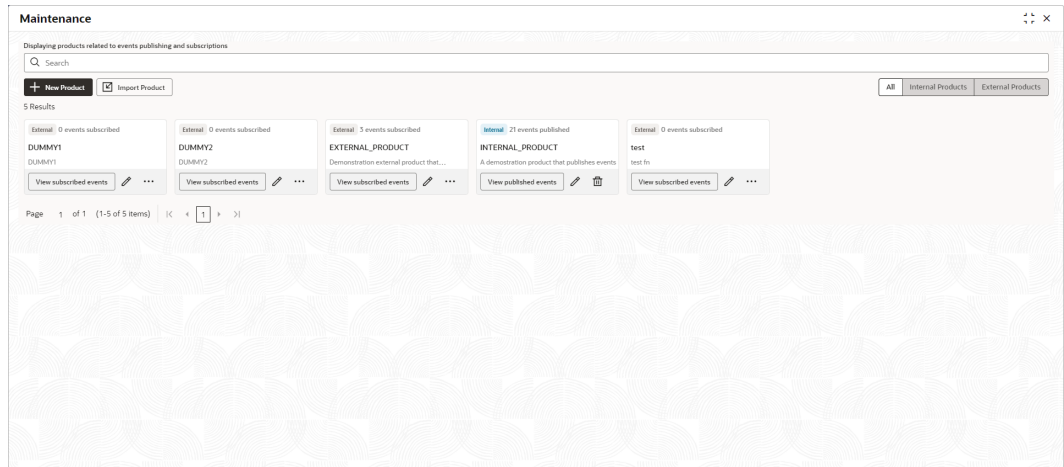 Maintenance
Displaying products related to events publishing and subscriptions
Search
New Product Import Product All Internal Products External Products
5 Results
External 0 events subscribed External 0 events subscribed External 3 events subscribed Internal 21 events published External 0 events subscribed
DUMMY1 DUMMY2 EXTERNAL_PRODUCT INTERNAL_PRODUCT test
DUMMY1 DUMMY2 Demonstration external product that... A demostration product that publishes events test fn
View subscribed events ... View subscribed events ... View subscribed events ... View published events View subscribed events ...
Page 1 of 1 (1-5 of 5 items) 1